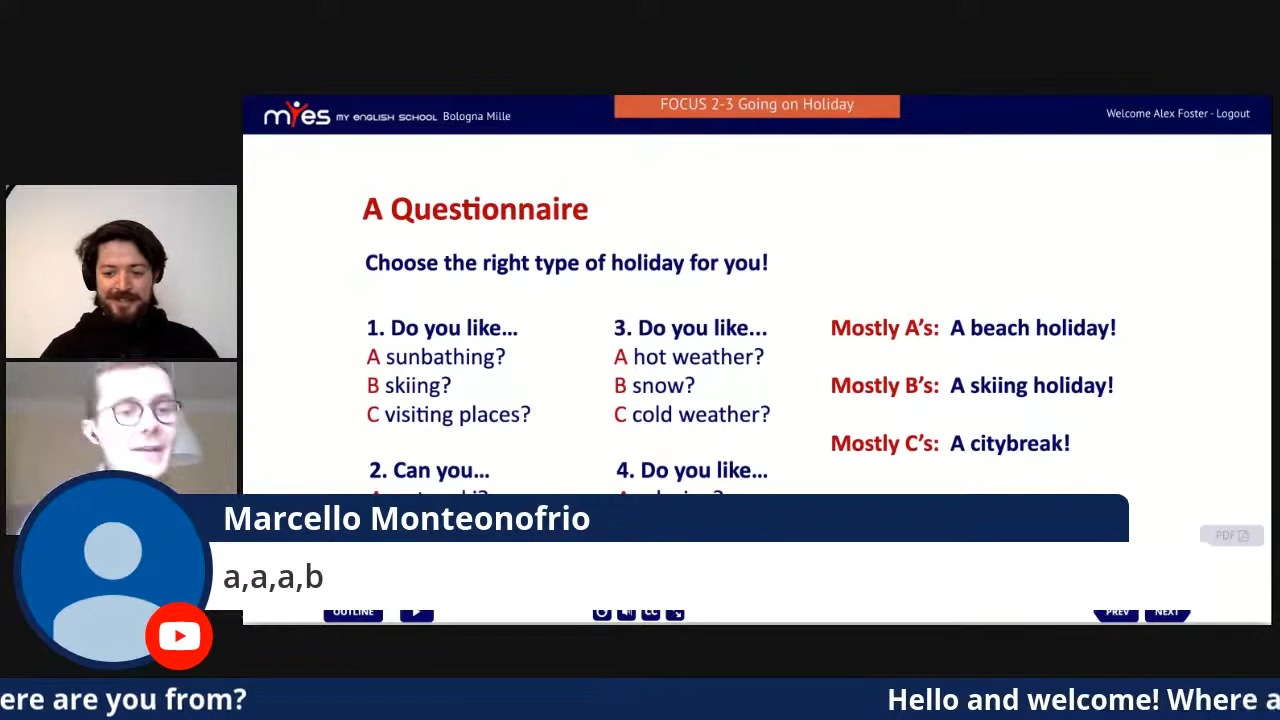 FOCUS 2-3 Going on Holiday
myes MY ENGLISH SCHOOL Bologna Mille
Welcome Alex Foster - Logout
A Questionnaire
Choose the right type of holiday for you!
1. Do you like...
A sunbathing?
B skiing?
C visiting places?
2. Can you...
3. Do you like...
A hot weather?
B snow?
C cold weather?
4. Do you like...
Mostly A's: A beach holiday!
Mostly B's: A skiing holiday!
Mostly C's: A citybreak!
PDF
Marcello Monteonofrio
a,a,a,b
OUTLINE
CC
PREV
NEXT
ere are you from?
Hello and welcome! Where a